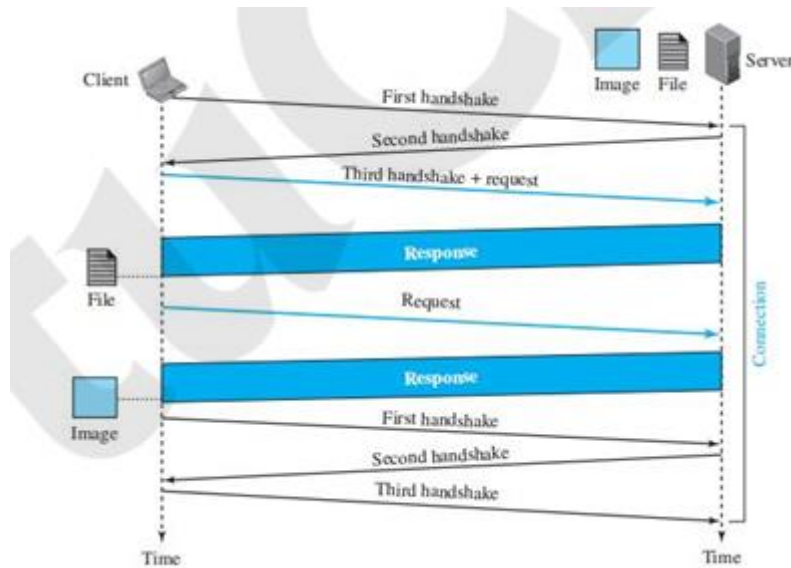 Client
Image
File
Server
First handshake
Second handshake
Third handshake + request
Response
File
Request
Connection
Response
Image
First handshake
Second handshake
Third handshake
Time
Time